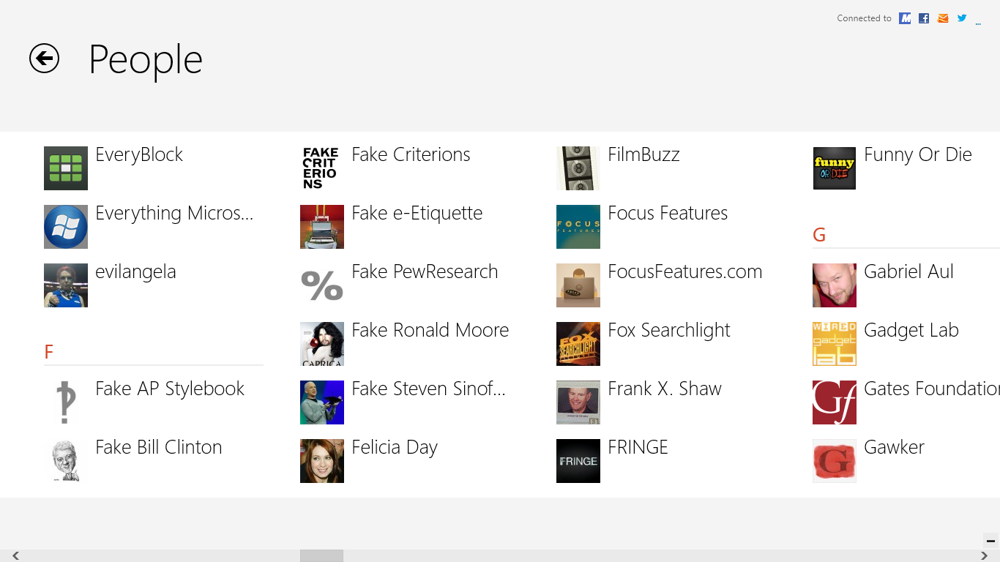 Connected to
People
EveryBlock
Everything Micros...
evilangela
F
Fake AP Stylebook
Fake Bill Clinton
FAKE
CRIT
ERIO
NS
Fake Criterions
Fake e-Etiquette
%
Fake PewResearch
CAPRICA
Fake Ronald Moore
Fake Steven Sinof...
Felicia Day
FilmBuzz
FOCUS
FEATURES
Focus Features
FocusFeatures.com
FOX
SEARCHLIGHT
Fox Searchlight
Frank X. Shaw
FRINGE
FRINGE
funny
OR DIE
Funny Or Die
G
Gabriel Aul
WIRED
gadget
lab
Gadget Lab
Gf
Gates Foundation
G
Gawker